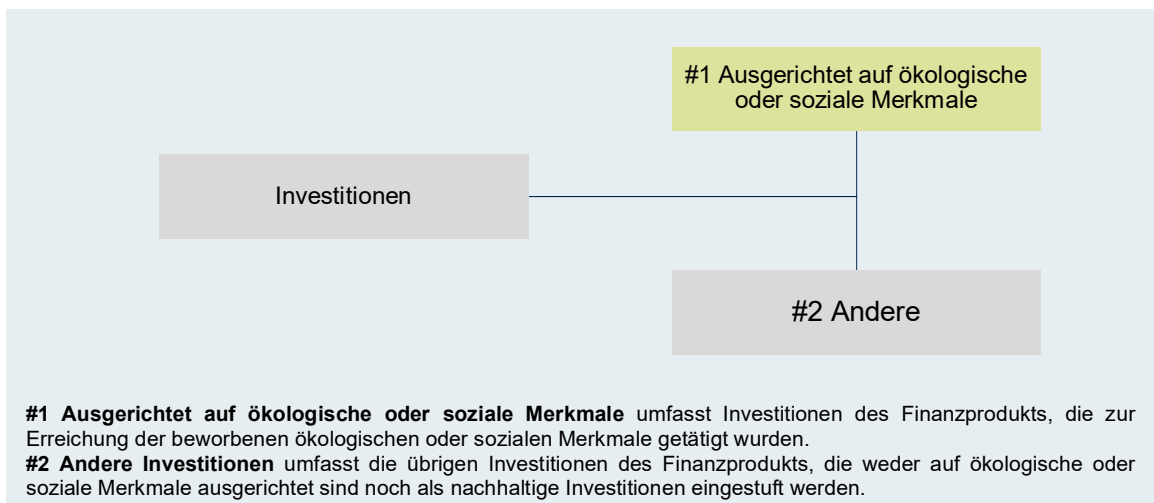 #1 Ausgerichtet auf ökologische
oder soziale Merkmale
Investitionen
#2 Andere
#1 Ausgerichtet auf ökologische oder soziale Merkmale umfasst Investitionen des Finanzprodukts, die zur
Erreichung der beworbenen ökologischen oder sozialen Merkmale getätigt wurden.
#2 Andere Investitionen umfasst die übrigen Investitionen des Finanzprodukts, die weder auf ökologische oder
soziale Merkmale ausgerichtet sind noch als nachhaltige Investitionen eingestuft werden.